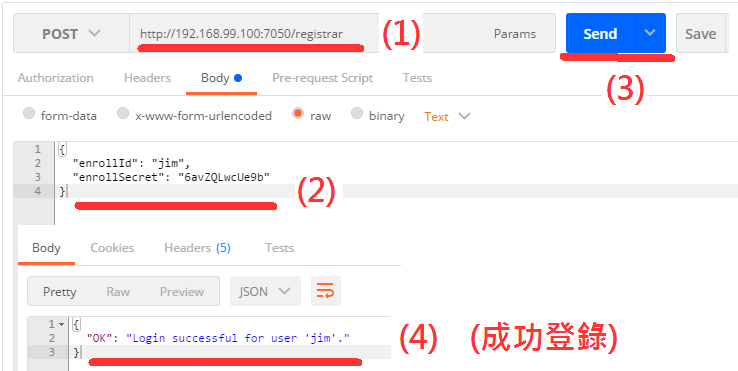 POST http://192.168.99.100:7050/registrar (1) Params Send Save
Authorization Headers Body Pre-request Script Tests (3)
form-data x-www-form-urlencoded raw binary Text
1 {
2 "enrollId": "jim",
3 "enrollSecret": "6avZQLwcUe9b" (2)
4 }
Body Cookies Headers (5) Tests
Pretty Raw Preview JSON
1 {
2 "OK": "Login successful for user 'jim'." (4) (成功登錄)
3 }